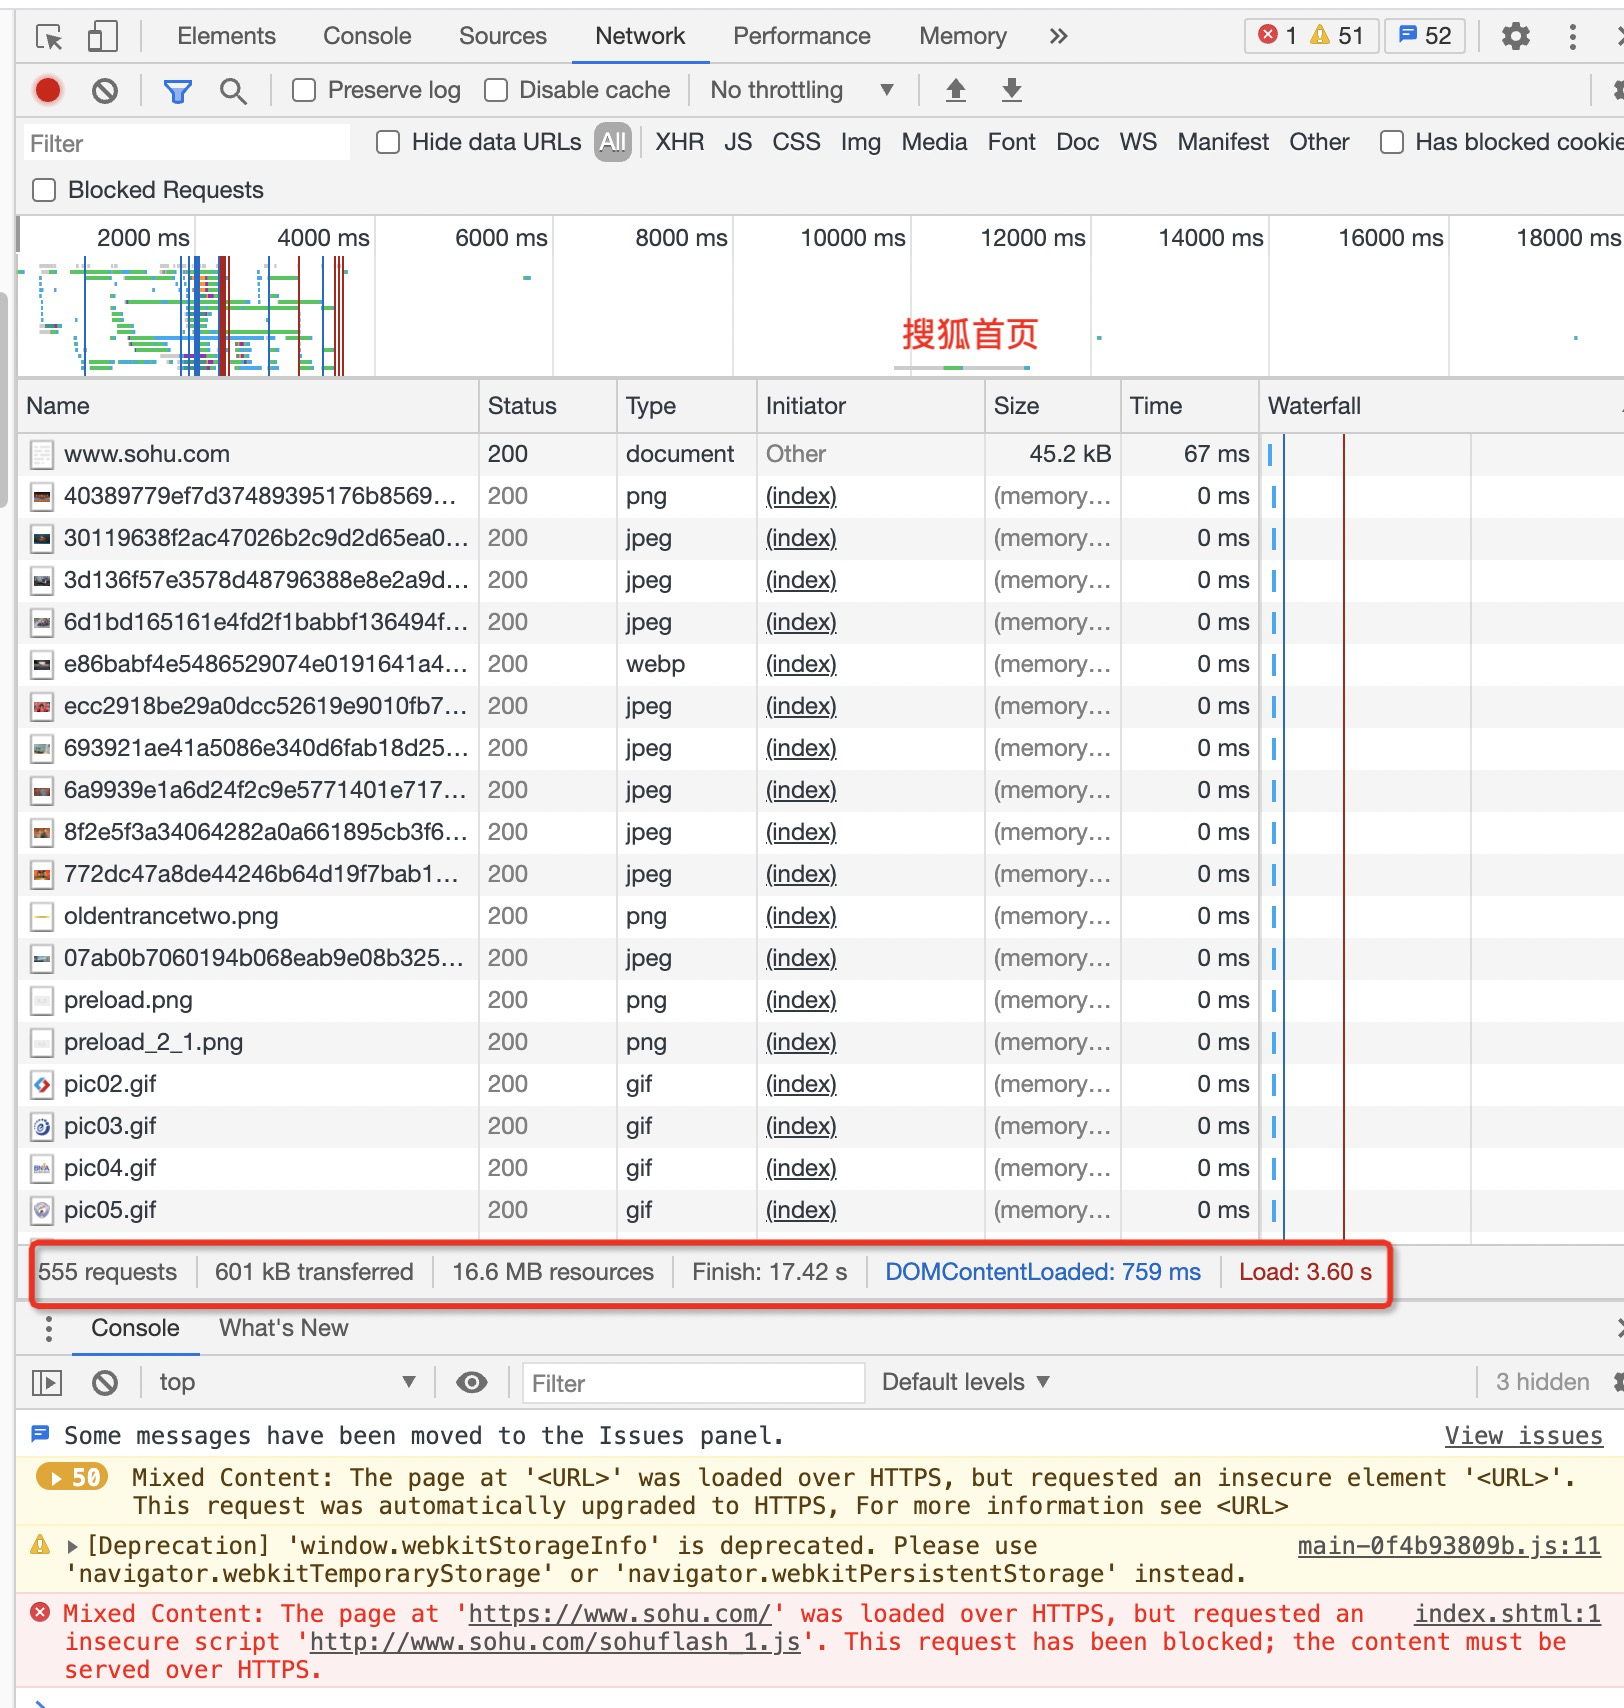 Elements Console Sources Network Performance Memory 1 51 52
Preserve log Disable cache No throttling
Filter Hide data URLs All XHR JS CSS Img Media Font Doc WS Manifest Other Has blocked cookie
Blocked Requests
2000 ms 4000 ms 6000 ms 8000 ms 10000 ms 12000 ms 14000 ms 16000 ms 18000 ms
搜狐首页
Name Status Type Initiator Size Time Waterfall
www.sohu.com 200 document Other 45.2 kB 67 ms
40389779ef7d37489395176b8569... 200 png (index) (memory... 0 ms
30119638f2ac47026b2c9d2d65ea0... 200 jpeg (index) (memory... 0 ms
3d136f57e3578d48796388e8e2a9d... 200 jpeg (index) (memory... 0 ms
6d1bd165161e4fd2f1babbf136494f... 200 jpeg (index) (memory... 0 ms
e86babf4e5486529074e0191641a4... 200 webp (index) (memory... 0 ms
ecc2918be29a0dcc52619e9010fb7... 200 jpeg (index) (memory... 0 ms
693921ae41a5086e340d6fab18d25... 200 jpeg (index) (memory... 0 ms
6a9939e1a6d24f2c9e5771401e717... 200 jpeg (index) (memory... 0 ms
8f2e5f3a34064282a0a661895cb3f6... 200 jpeg (index) (memory... 0 ms
772dc47a8de44246b64d19f7bab1... 200 jpeg (index) (memory... 0 ms
oldentrancetwo.png 200 png (index) (memory... 0 ms
07ab0b7060194b068eab9e08b325... 200 jpeg (index) (memory... 0 ms
preload.png 200 png (index) (memory... 0 ms
preload_2_1.png 200 png (index) (memory... 0 ms
pic02.gif 200 gif (index) (memory... 0 ms
pic03.gif 200 gif (index) (memory... 0 ms
pic04.gif 200 gif (index) (memory... 0 ms
pic05.gif 200 gif (index) (memory... 0 ms
555 requests 601 kB transferred 16.6 MB resources Finish: 17.42 s DOMContentLoaded: 759 ms Load: 3.60 s
Console What's New
top Filter Default levels 3 hidden
Some messages have been moved to the Issues panel. View issues
50 Mixed Content: The page at '<URL>' was loaded over HTTPS, but requested an insecure element '<URL>'.
This request was automatically upgraded to HTTPS, For more information see <URL>
[Deprecation] 'window.webkitStorageInfo' is deprecated. Please use main-0f4b93809b.js:11
'navigator.webkitTemporaryStorage' or 'navigator.webkitPersistentStorage' instead.
Mixed Content: The page at 'https://www.sohu.com/' was loaded over HTTPS, but requested an index.shtml:1
insecure script 'http://www.sohu.com/sohuflash_1.js'. This request has been blocked; the content must be
served over HTTPS.